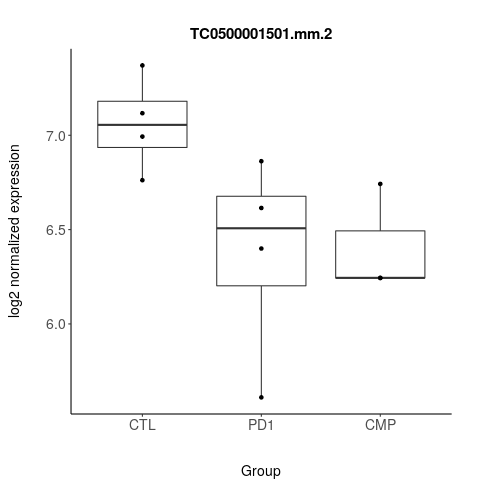 TC0500001501.mm.2
log2 normalized expression
7.0
6.5
6.0
CTL
PD1
CMP
Group